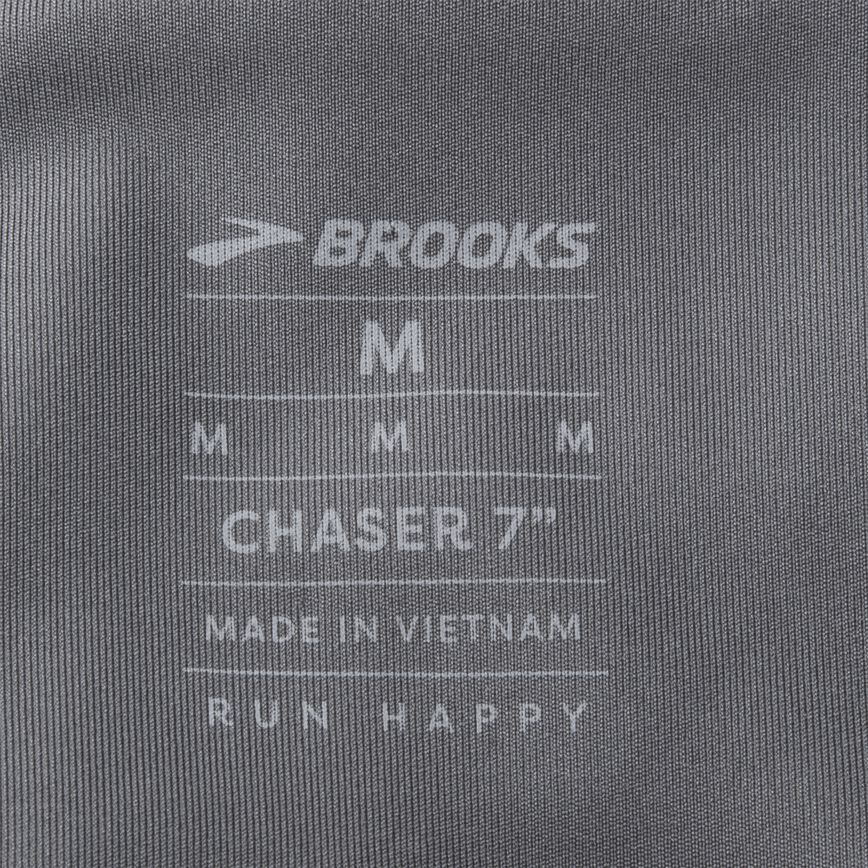 BROOKS
M
M M M
CHASER 7”
MADE IN VIETNAM
RUN HAPPY